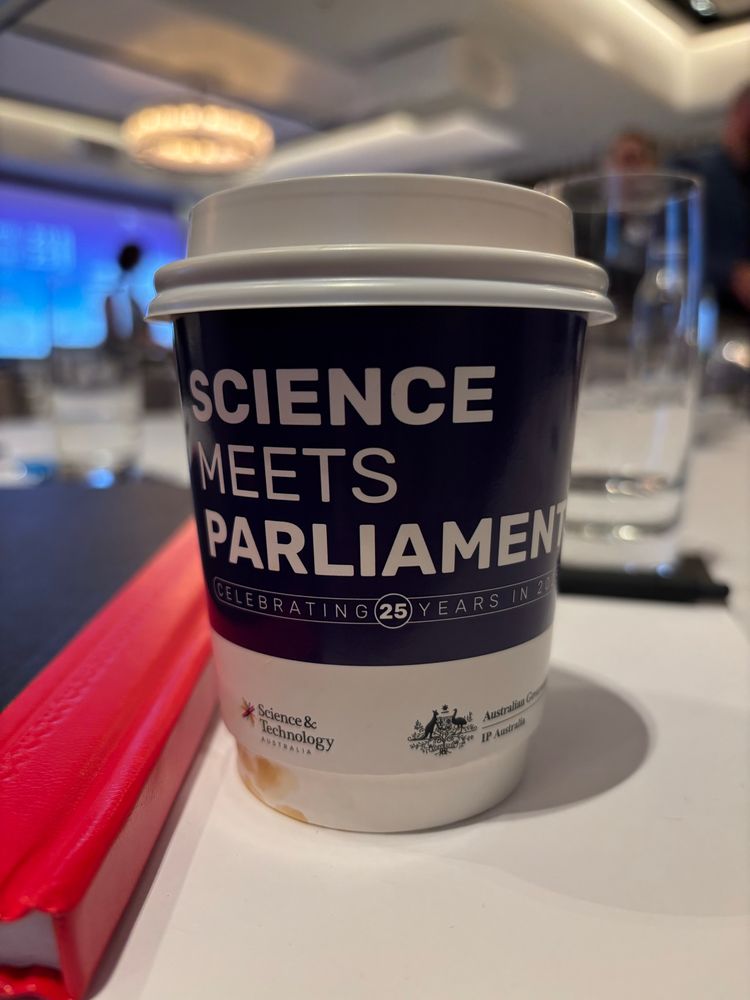 SCIENCE
MEETS
PARLIAMENT
CELEBRATING 25 YEARS IN
Science &
Technology
AUSTRALIA
Australian
IP Australia